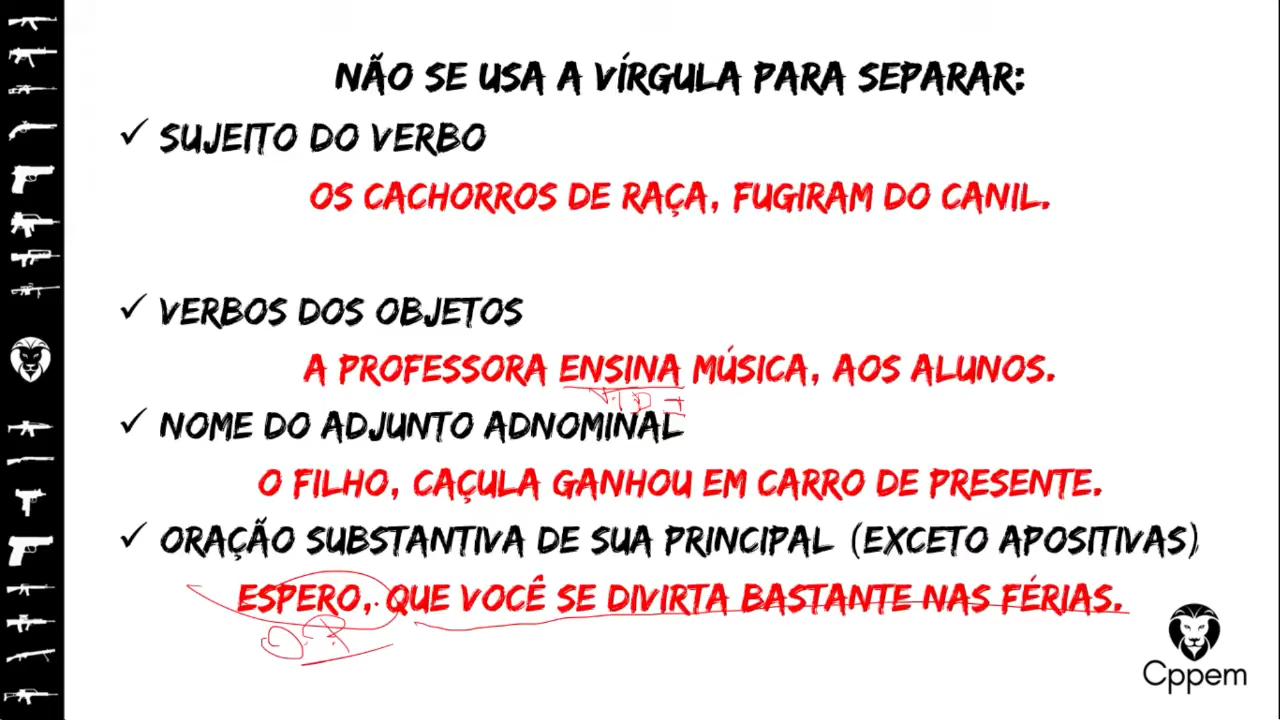 NÃO SE USA A VÍRGULA PARA SEPARAR:
✓ SUJEITO DO VERBO
OS CACHORROS DE RAÇA, FUGIRAM DO CANIL.
✓ VERBOS DOS OBJETOS
A PROFESSORA ENSINA MÚSICA, AOS ALUNOS.
✓ NOME DO ADJUNTO ADNOMINAL
O FILHO, CAÇULA GANHOU EM CARRO DE PRESENTE.
✓ ORAÇÃO SUBSTANTIVA DE SUA PRINCIPAL (EXCETO APOSITIVAS)
ESPERO, QUE VOCÊ SE DIVIRTA BASTANTE NAS FÉRIAS.
O.P
Cppem